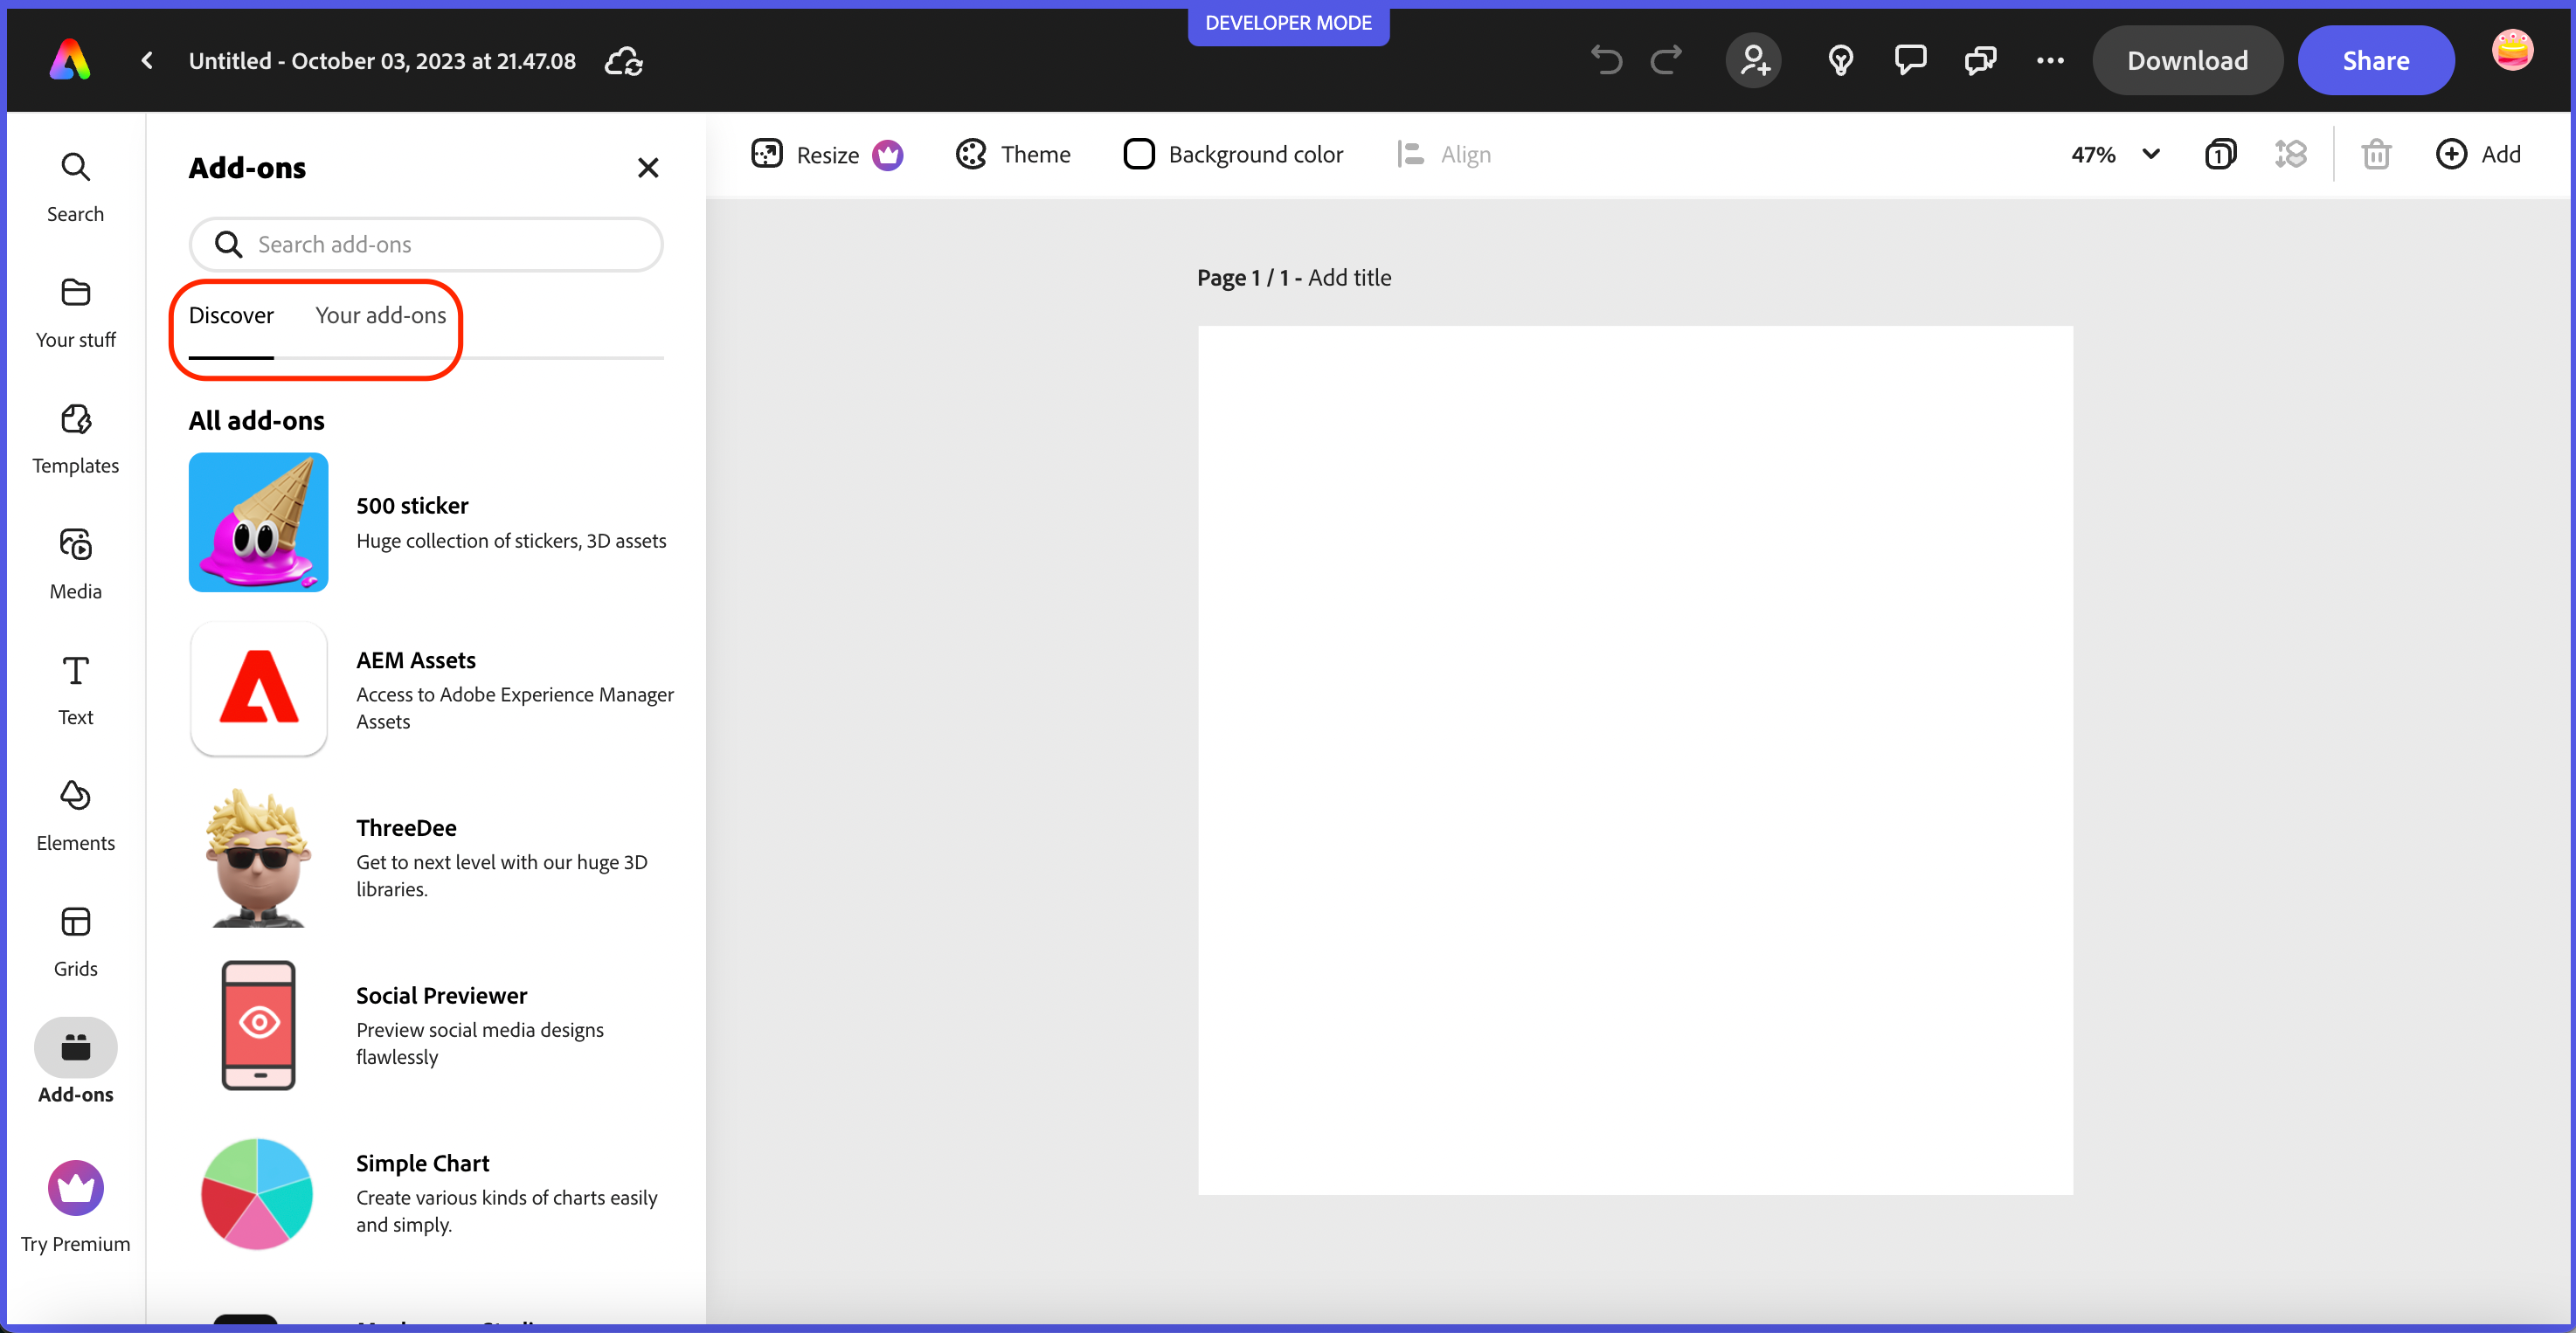 DEVELOPER MODE
Untitled - October 03, 2023 at 21.47.08
Download
Share
Search
Your stuff
Templates
Media
Text
Elements
Grids
Add-ons
Try Premium
Add-ons
Search add-ons
Discover
Your add-ons
All add-ons
500 sticker
Huge collection of stickers, 3D assets
AEM Assets
Access to Adobe Experience Manager
Assets
ThreeDee
Get to next level with our huge 3D
libraries.
Social Previewer
Preview social media designs
flawlessly
Simple Chart
Create various kinds of charts easily
and simply.
Resize
Theme
Background color
Align
47%
1
Add
Page 1 / 1 - Add title